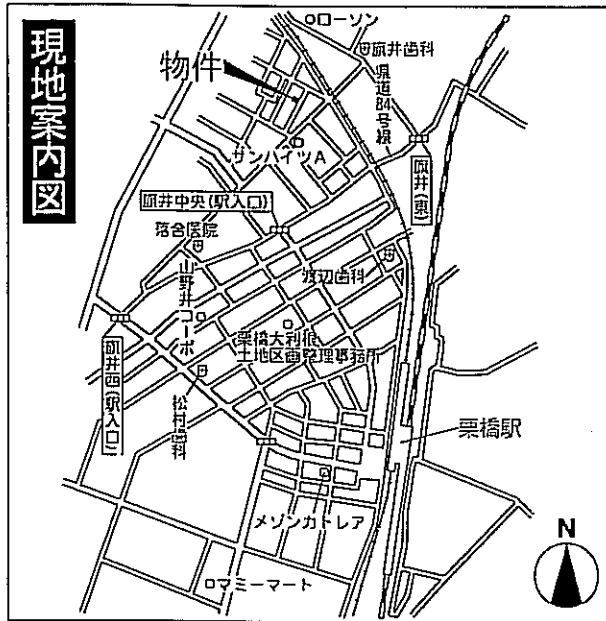 現地案内図
ローソン
旗井歯科
物件
県道84号線
サンハイツA
旗井(東)
旗井中央(駅入口)
落合医院
渡辺歯科
山野井コーポ
栗橋大利根
土地区画整理事務所
旗井西(駅入口)
松村歯科
栗橋駅
メゾンカトレア
N
マミーマート